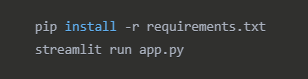 pip install -r requirements.txt
streamlit run app.py